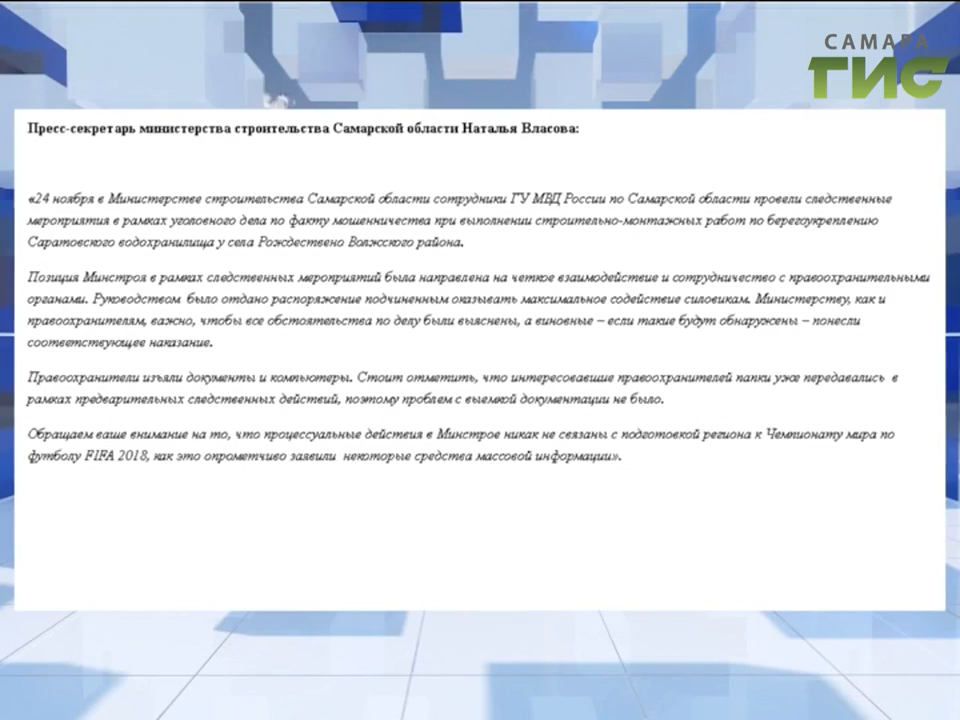 САМАРА
ГИС
Пресс-секретарь министерства строительства Самарской области Наталья Власова:
«24 ноября в Министерстве строительства Самарской области сотрудники ГУ МВД России по Самарской области провели следственные
мероприятия в рамках уголовного дела по факту мошенничества при выполнении строительно-монтажных работ по берегоукреплению
Саратовского водохранилища у села Рождествено Волжского района.
Позиция Минстроя в рамках следственных мероприятий была направлена на четкое взаимодействие и сотрудничество с правоохранительными
органами. Руководством было отдано распоряжение подчиненным оказывать максимальное содействие силовикам. Министерству, как и
правоохранителям, важно, чтобы все обстоятельства по делу были выяснены, а виновные – если такие будут обнаружены – понесли
соответствующее наказание.
Правоохранители изъяли документы и компьютеры. Стоит отметить, что интересовавшие правоохранителей папки уже передавались в
рамках предварительных следственных действий, поэтому проблем с выемкой документации не было.
Обращаем ваше внимание на то, что процессуальные действия в Минстрое никак не связаны с подготовкой региона к Чемпионату мира по
футболу FIFA 2018, как это опрометчиво заявили некоторые средства массовой информации».